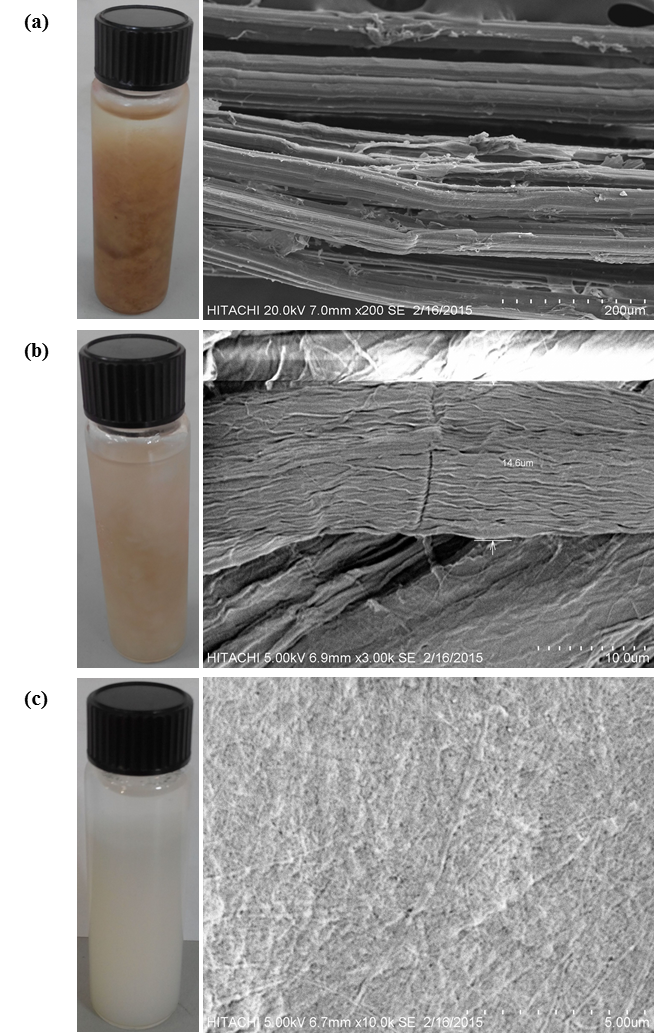 (a)
HITACHI 20.0kV 7.0mm x200 SE 2/16/2015
200um
(b)
14.6um
HITACHI 5.00kV 6.9mm x3.00k SE 2/16/2015
10.0um
(c)
HITACHI 5.00kV 6.7mm x10.0k SE 2/16/2015
5.00um